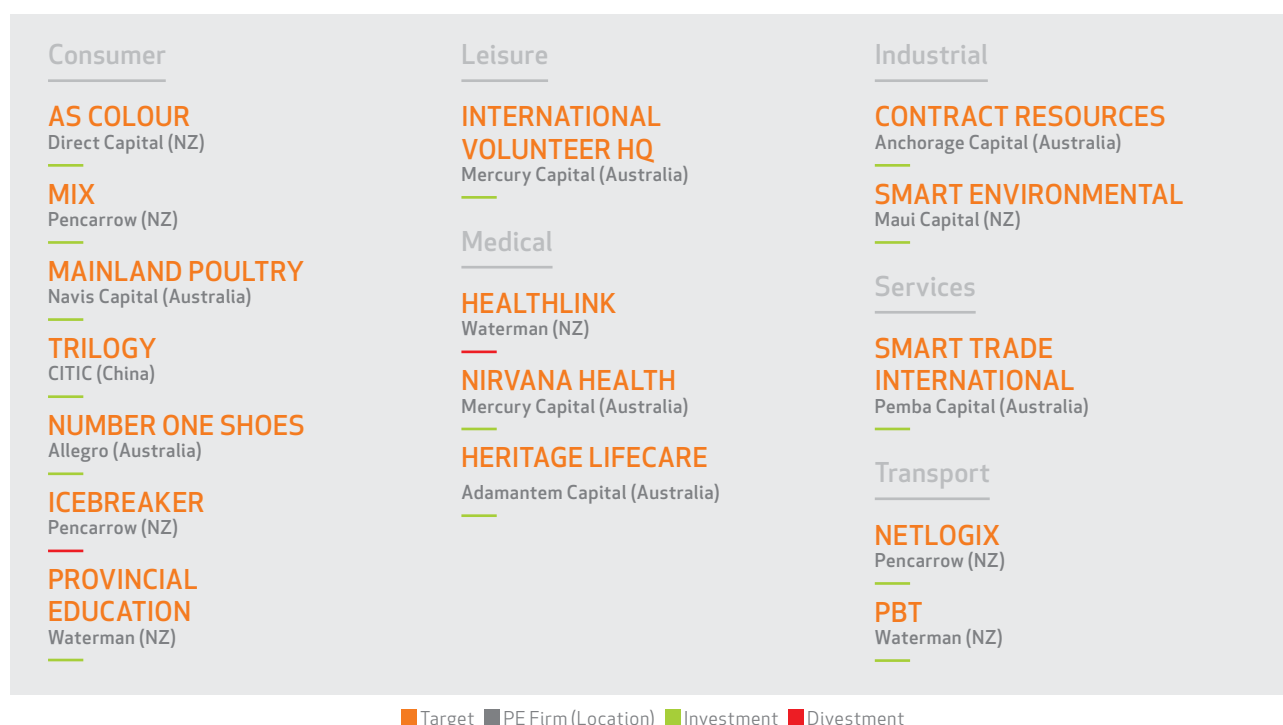 Consumer
AS COLOUR
Direct Capital (NZ)
MIX
Pencarrow (NZ)
MAINLAND POULTRY
Navis Capital (Australia)
TRILOGY
CITIC (China)
NUMBER ONE SHOES
Allegro (Australia)
ICEBREAKER
Pencarrow (NZ)
PROVINCIAL
EDUCATION
Waterman (NZ)
Leisure
INTERNATIONAL
VOLUNTEER HQ
Mercury Capital (Australia)
Medical
HEALTHLINK
Waterman (NZ)
NIRVANA HEALTH
Mercury Capital (Australia)
HERITAGE LIFECARE
Adamantem Capital (Australia)
Industrial
CONTRACT RESOURCES
Anchorage Capital (Australia)
SMART ENVIRONMENTAL
Maui Capital (NZ)
Services
SMART TRADE
INTERNATIONAL
Pemba Capital (Australia)
Transport
NETLOGIX
Pencarrow (NZ)
PBT
Waterman (NZ)
Target PE Firm (Location) Investment Divestment